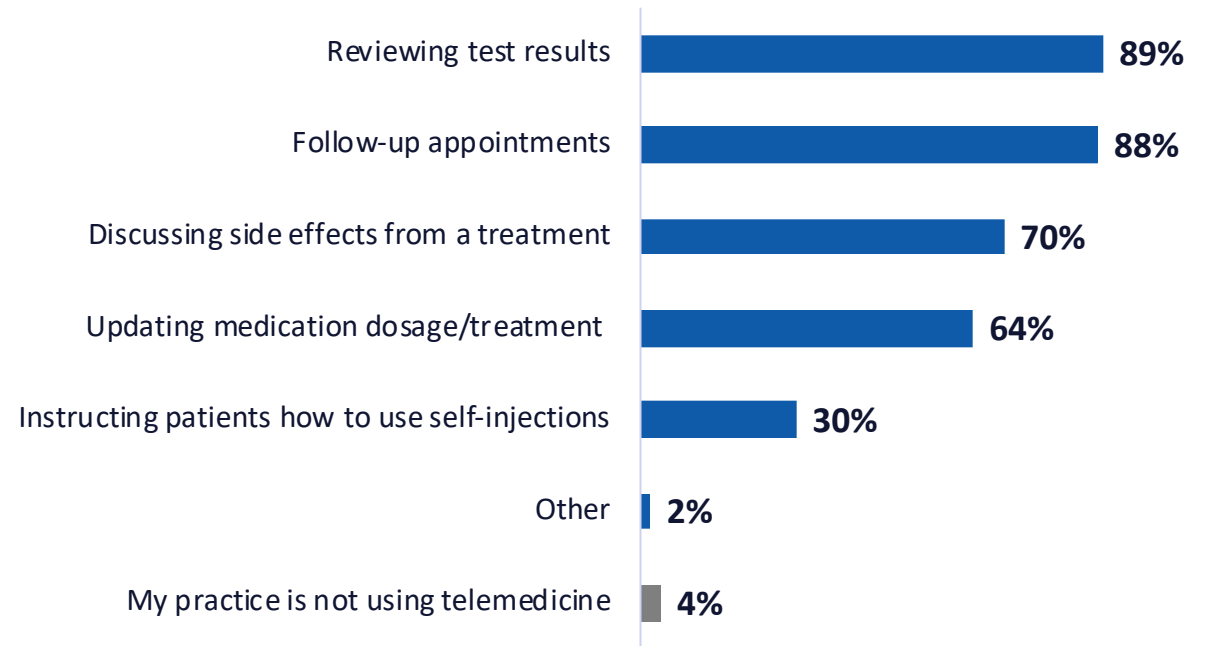 Reviewing test results 89%
Follow-up appointments 88%
Discussing side effects from a treatment 70%
Updating medication dosage/treatment 64%
Instructing patients how to use self-injections 30%
Other 2%
My practice is not using telemedicine 4%